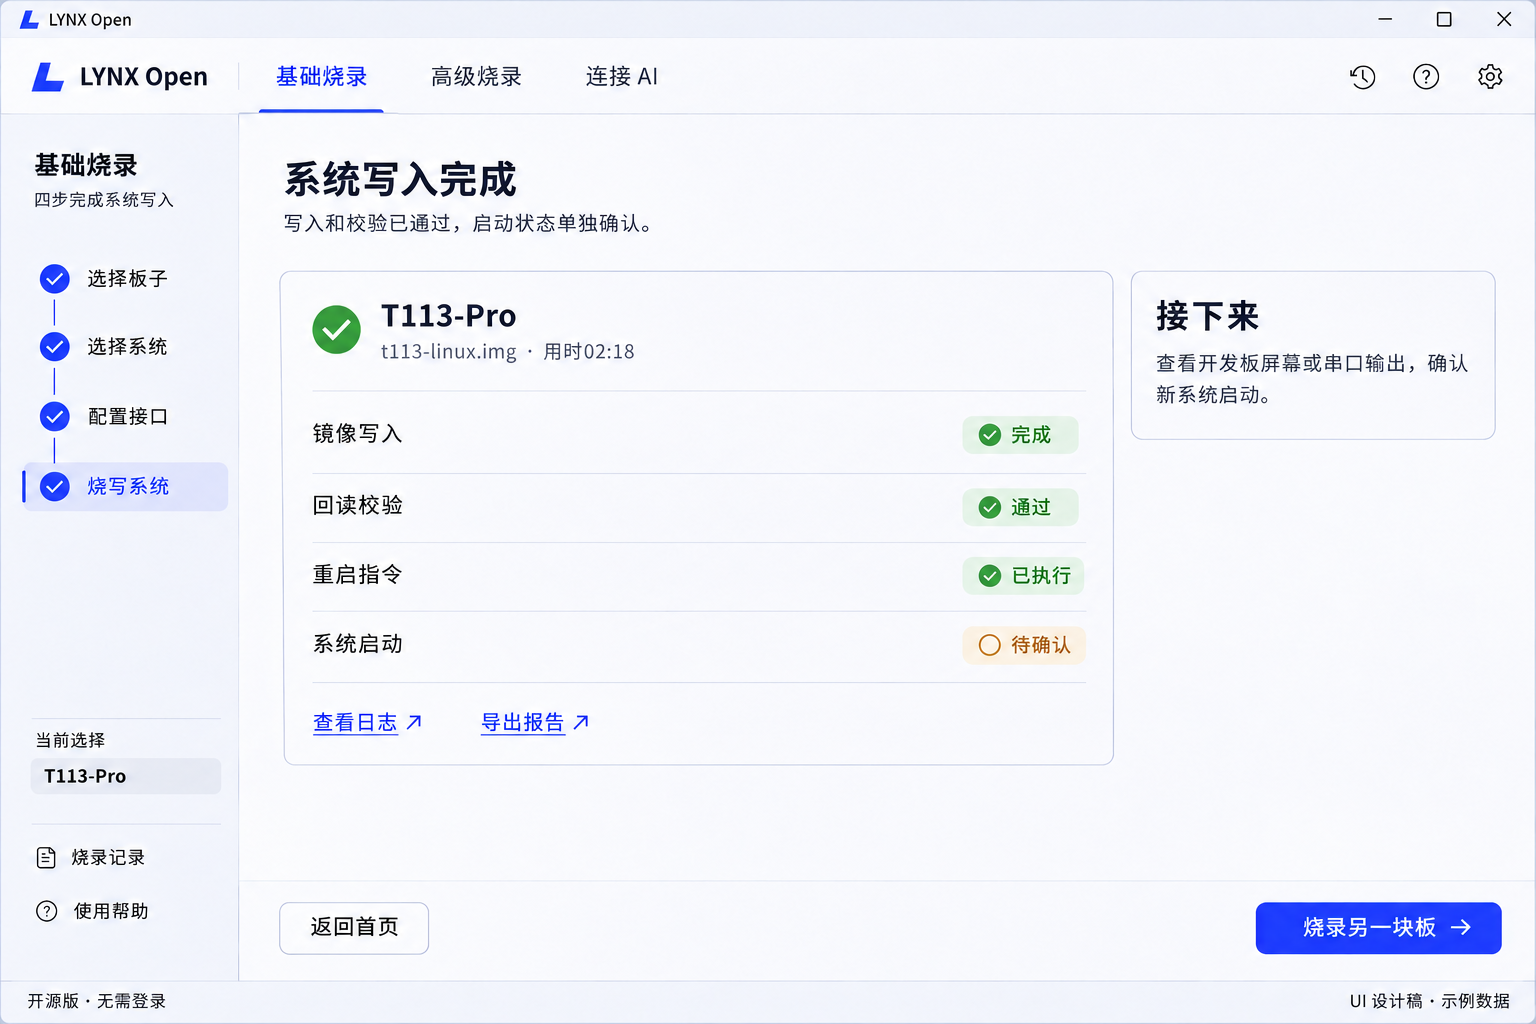 LYNX Open
LYNX Open
基础烧录
高级烧录
连接 AI
基础烧录
四步完成系统写入
选择板子
选择系统
配置接口
烧写系统
当前选择
T113-Pro
烧录记录
使用帮助
系统写入完成
写入和校验已通过，启动状态单独确认。
T113-Pro
t113-linux.img · 用时02:18
镜像写入
完成
回读校验
通过
重启指令
已执行
系统启动
待确认
查看日志
导出报告
接下来
查看开发板屏幕或串口输出，确认
新系统启动。
返回首页
烧录另一块板
开源版 · 无需登录
UI 设计稿 · 示例数据